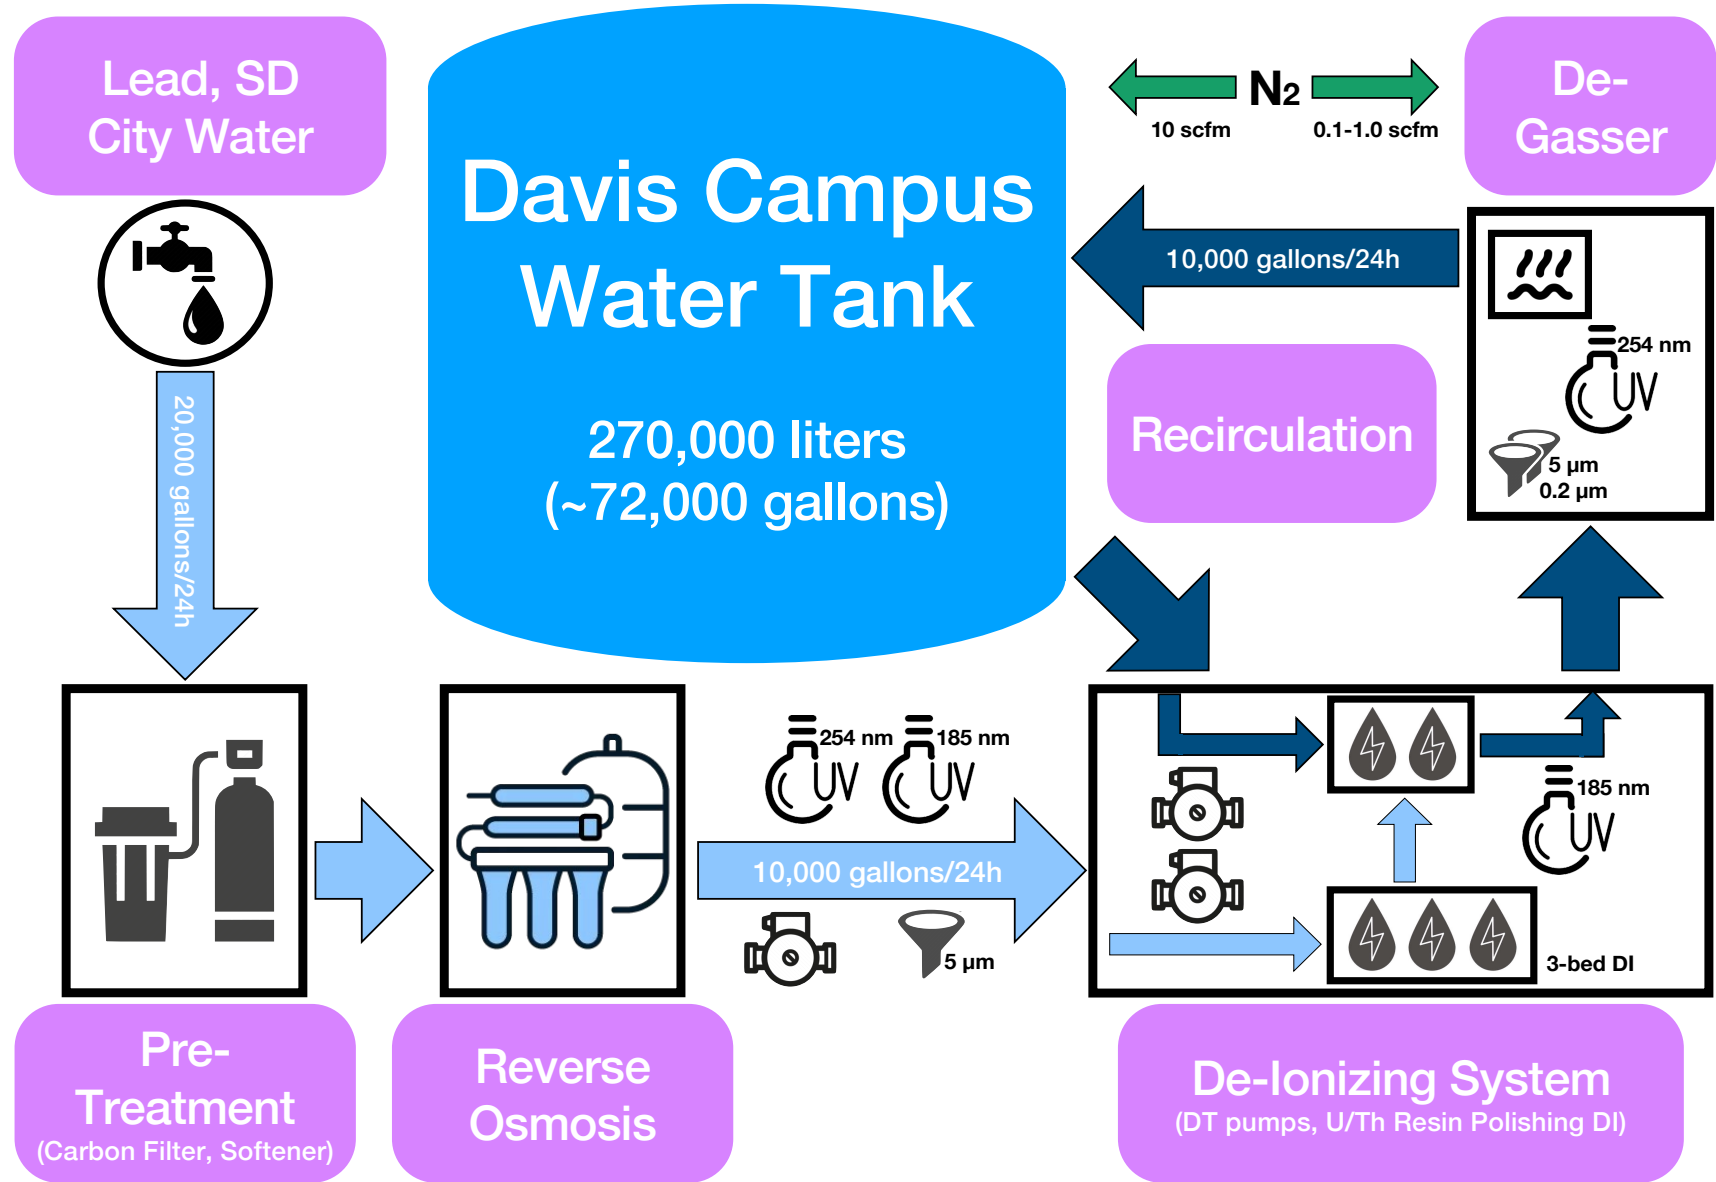 Lead, SD
City Water
20,000 gallons/24h
Davis Campus
Water Tank
270,000 liters
(~72,000 gallons)
N2
10 scfm
0.1-1.0 scfm
De-
Gasser
10,000 gallons/24h
254 nm
UV
5 µm
0.2 µm
Recirculation
254 nm
UV
185 nm
UV
10,000 gallons/24h
5 µm
185 nm
UV
3-bed DI
Pre-
Treatment
(Carbon Filter, Softener)
Reverse
Osmosis
De-Ionizing System
(DT pumps, U/Th Resin Polishing DI)